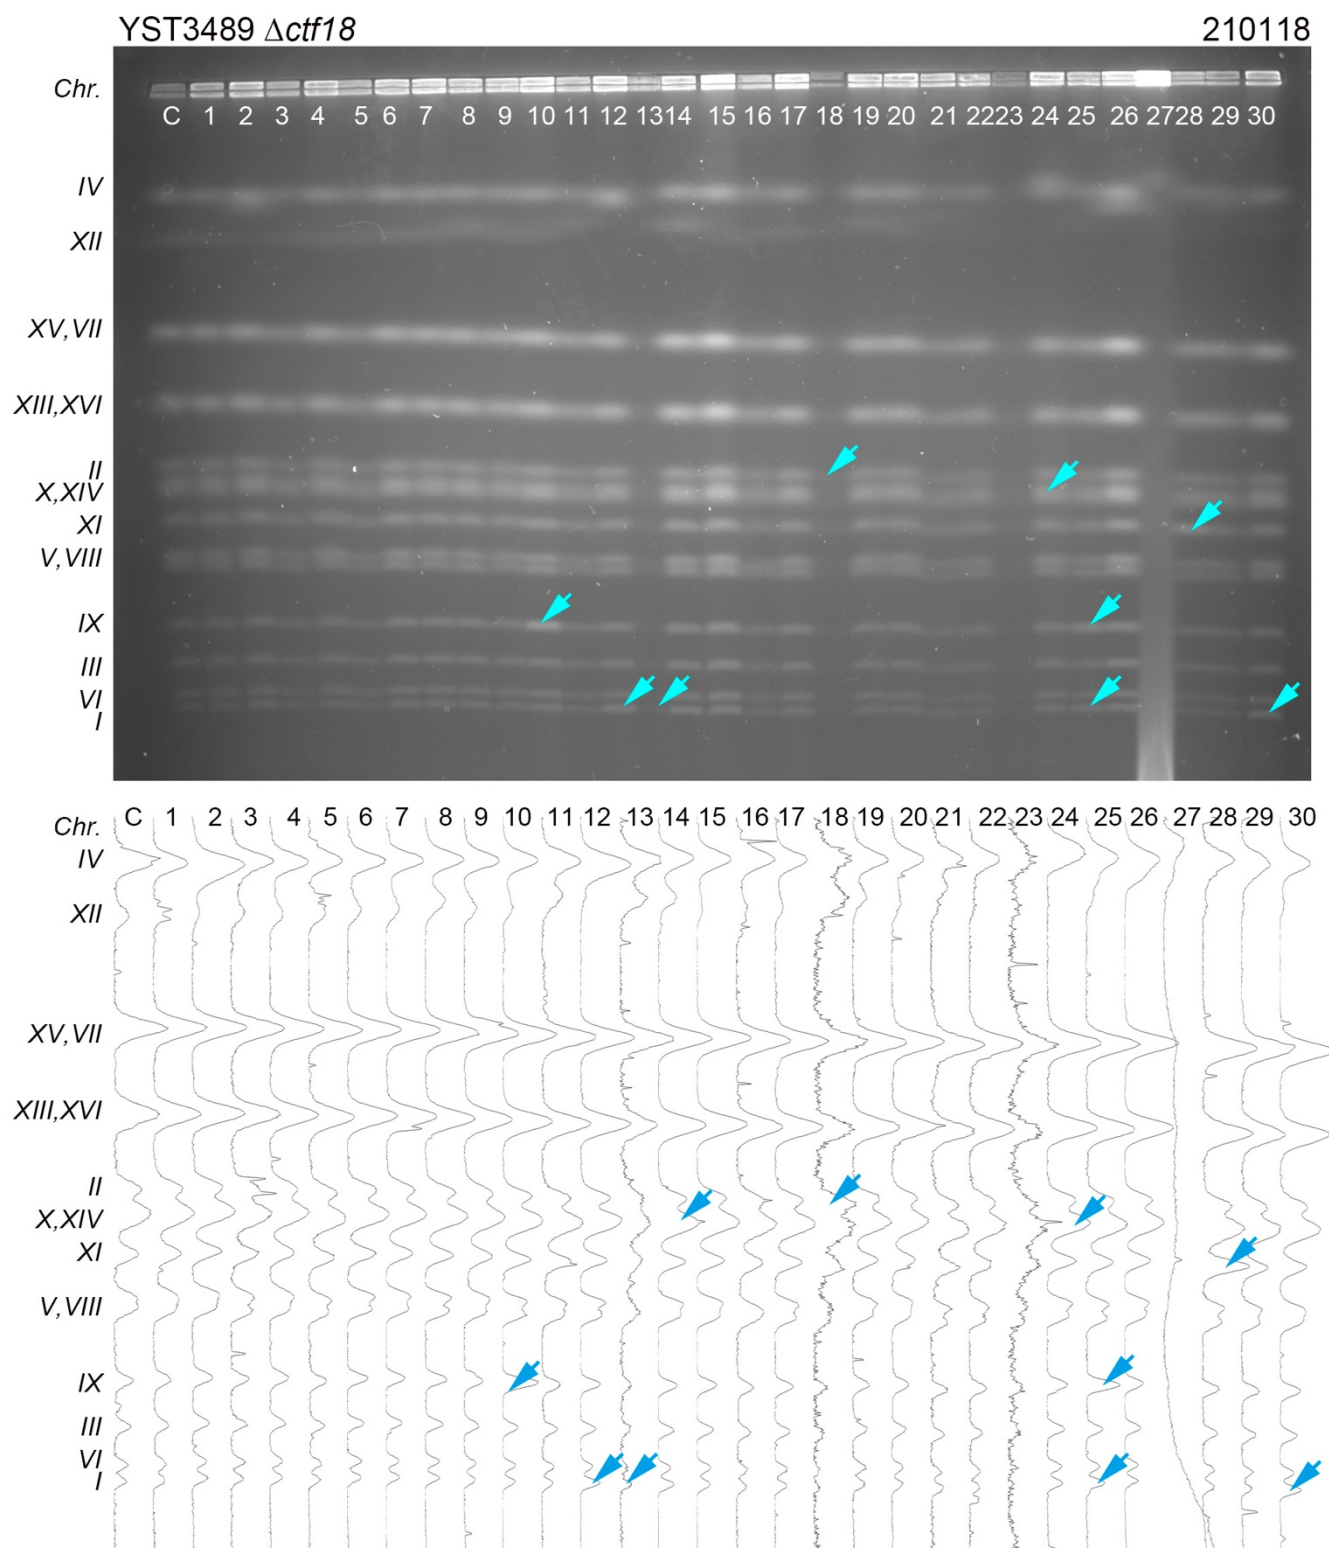 YST3489 Δctf18 210118
Chr.
C 1 2 3 4 5 6 7 8 9 10 11 12 13 14 15 16 17 18 19 20 21 22 23 24 25 26 27 28 29 30
IV
XII
XV,VII
XIII,XVI
II
X,XIV
XI
V,VIII
IX
III
VI
I
Chr. C 1 2 3 4 5 6 7 8 9 10 11 12 13 14 15 16 17 18 19 20 21 22 23 24 25 26 27 28 29 30
IV
XII
XV,VII
XIII,XVI
II
X,XIV
XI
V,VIII
IX
III
VI
I